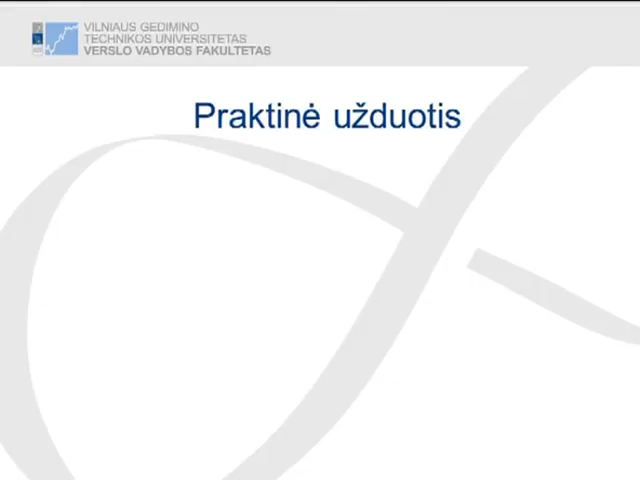 VILNIAUS GEDIMINO
TECHNIKOS UNIVERSITETAS
VERSLO VADYBOS FAKULTETAS
Praktinė užduotis